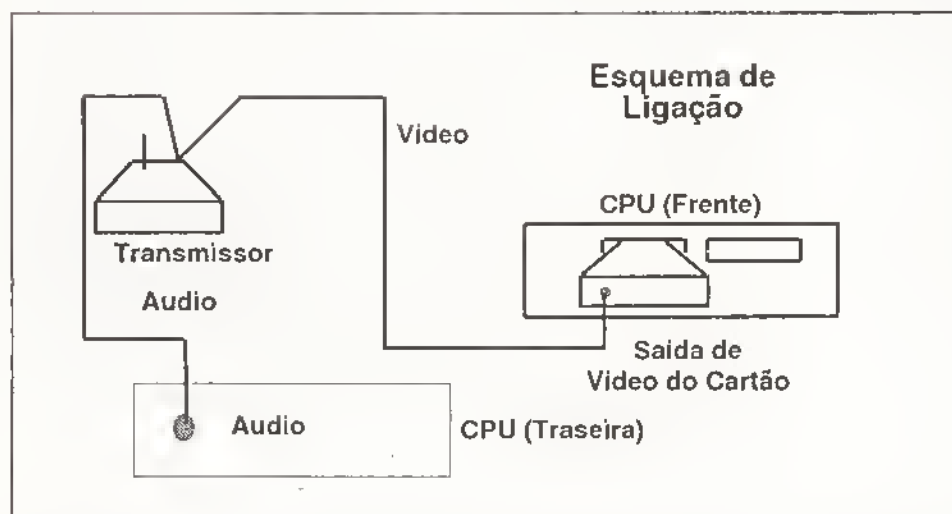 Esquema de
Ligação
Video
CPU (Frente)
Transmissor
Audio
Saida de
Video do Cartão
Audio
CPU (Traseira)